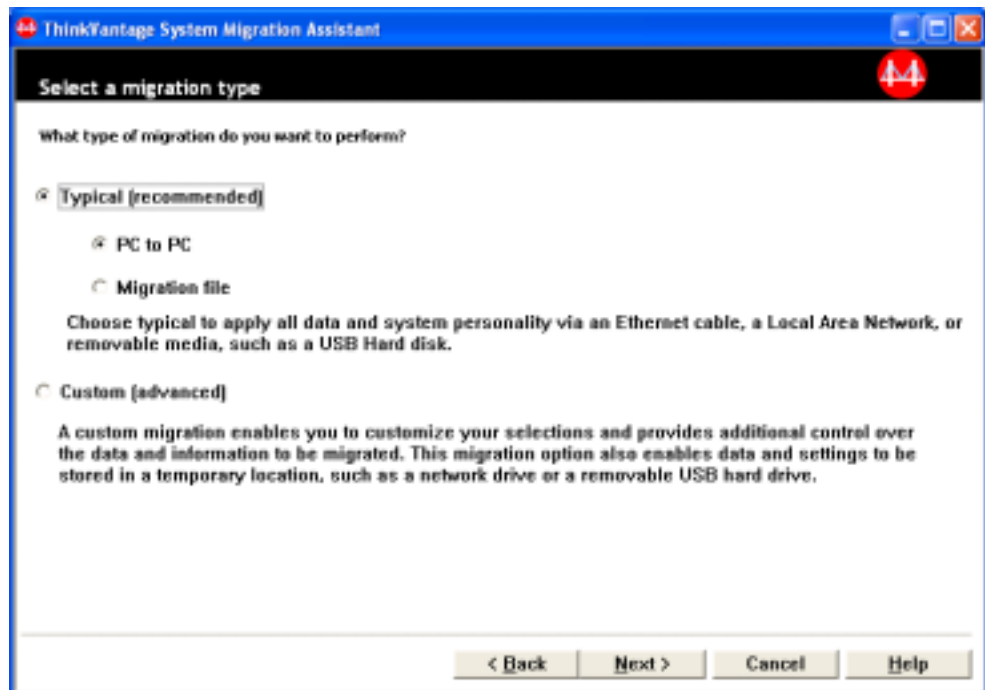 ThinkVantage System Migration Assistant
Select a migration type
What type of migration do you want to perform?
Typical (recommended)
PC to PC
Migration file
Choose typical to apply all data and system personality via an Ethernet cable, a Local Area Network, or
removable media, such as a USB Hard disk.
Custom (advanced)
A custom migration enables you to customize your selections and provides additional control over
the data and information to be migrated. This migration option also enables data and settings to be
stored in a temporary location, such as a network drive or a removable USB hard drive.
< Back Next > Cancel Help